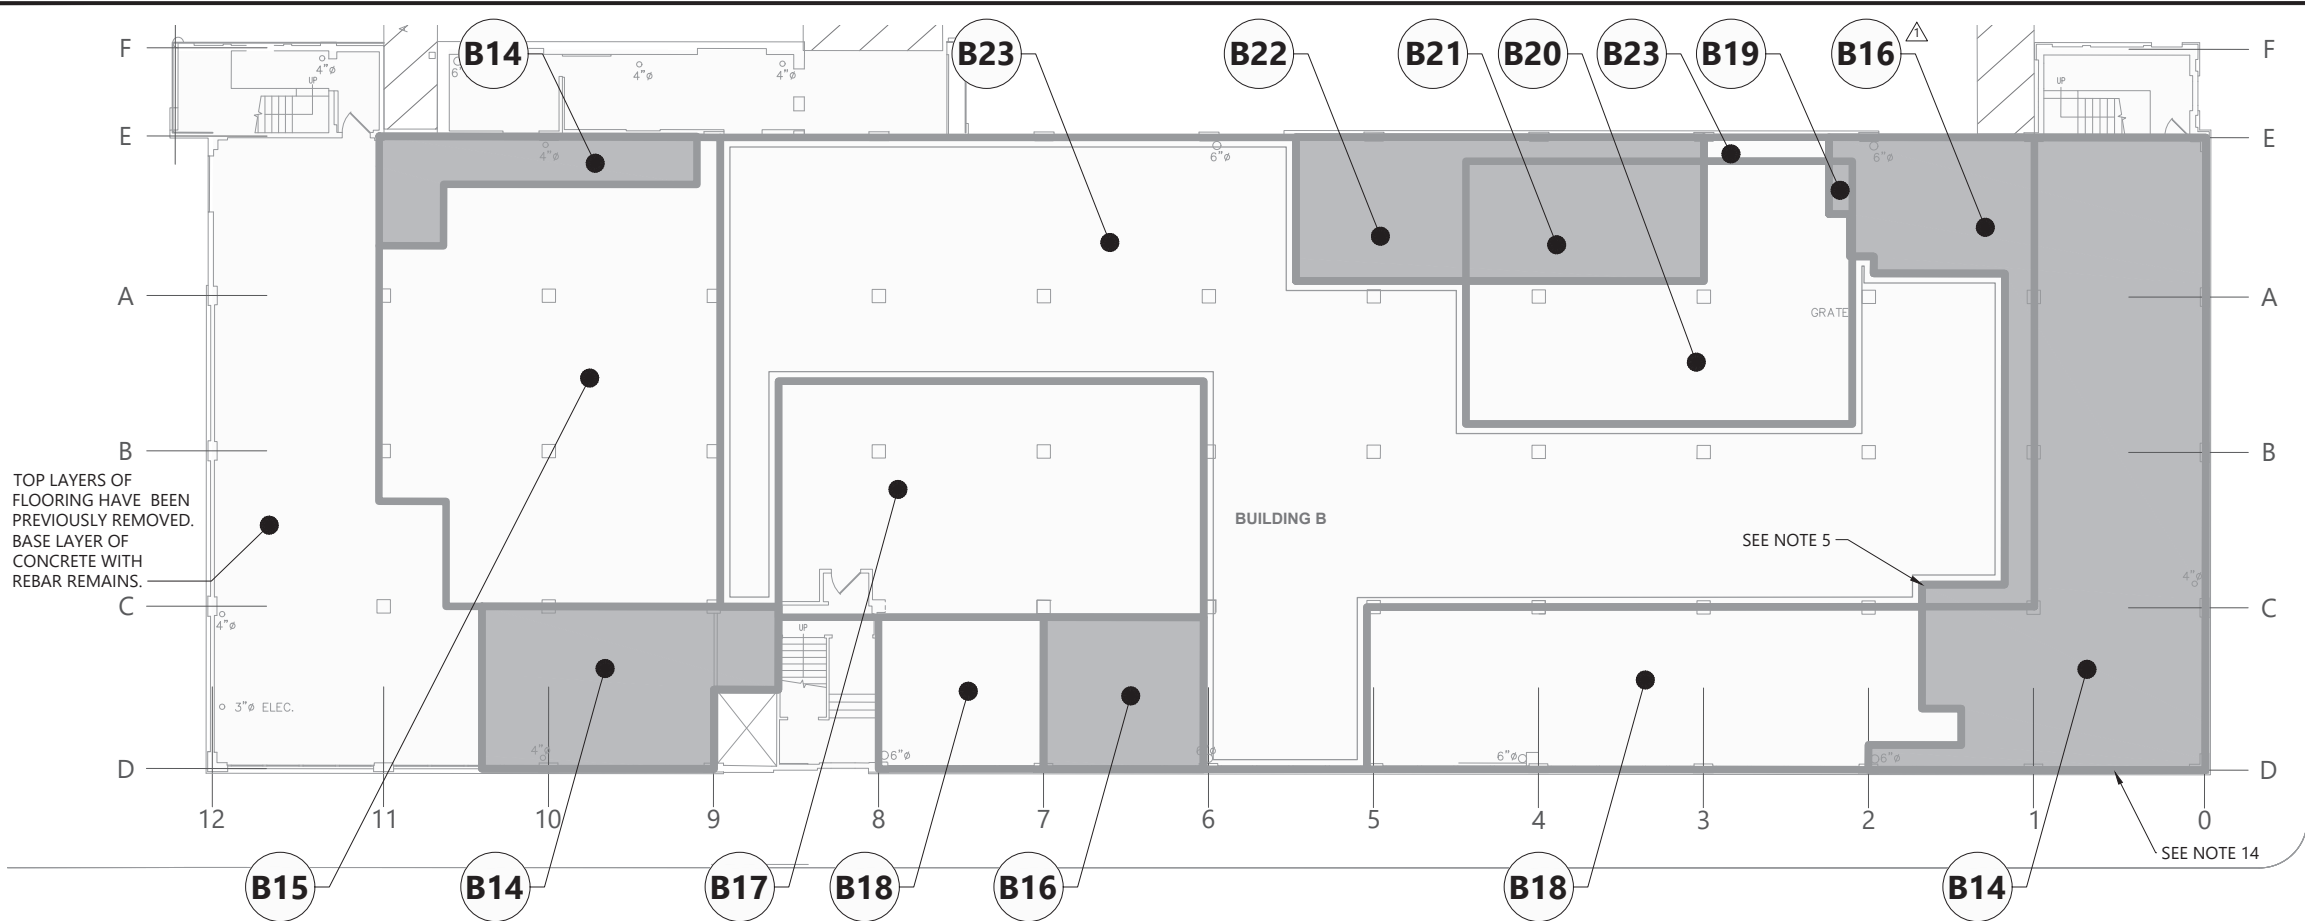 F
B14
B23
B22
B21
B20
B23
B19
B16
1
F
4"ø
6"
4"ø
4"ø
UP
UP
E
E
4"ø
6"ø
6"ø
A
A
GRATE
B
B
TOP LAYERS OF
FLOORING HAVE BEEN
PREVIOUSLY REMOVED.
BASE LAYER OF
CONCRETE WITH
REBAR REMAINS.
BUILDING B
SEE NOTE 5
4"ø
C
C
4"ø
UP
3"ø ELEC.
4"ø
6"ø
6"ø
6"ø
6"ø
D
D
12
11
10
9
8
7
6
5
4
3
2
1
0
SEE NOTE 14
B15
B14
B17
B18
B16
B18
B14